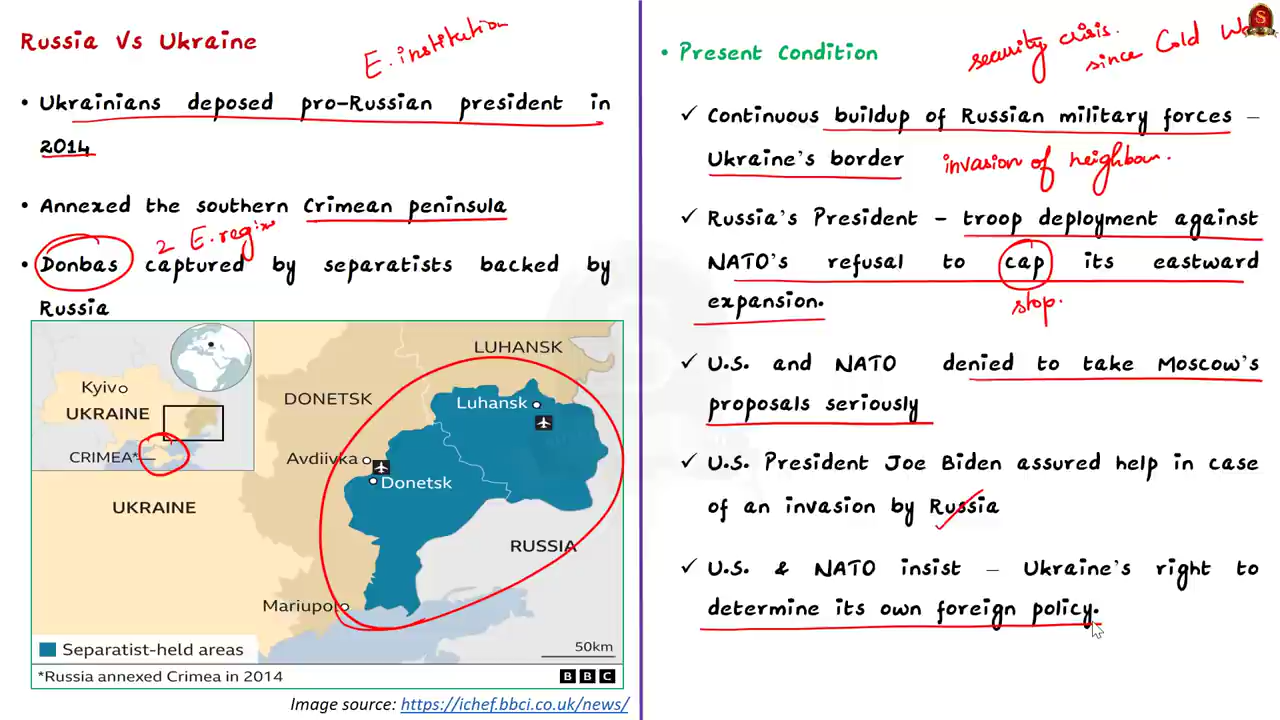 Russia Vs Ukraine
E. institution
• Ukrainians deposed pro-Russian president in
2014
• Annexed the southern Crimean peninsula
2 E. region
• Donbas captured by separatists backed by
Russia
LUHANSK
Kyiv
UKRAINE
CRIMEA*
DONETSK
Luhansk
Avdiivka
Donetsk
UKRAINE
RUSSIA
Mariupol
Separatist-held areas
50km
*Russia annexed Crimea in 2014
BBC
Image source: https://ichef.bbci.co.uk/news/
• Present Condition
security crisis.
since Cold
✓ Continuous buildup of Russian military forces –
Ukraine's border
invasion of neighbour.
✓ Russia's President - troop deployment against
NATO's refusal to cap its eastward
expansion.
stop.
✓ U.S. and NATO denied to take Moscow's
proposals seriously
✓ U.S. President Joe Biden assured help in case
of an invasion by Russia
✓ U.S. & NATO insist – Ukraine's right to
determine its own foreign policy.